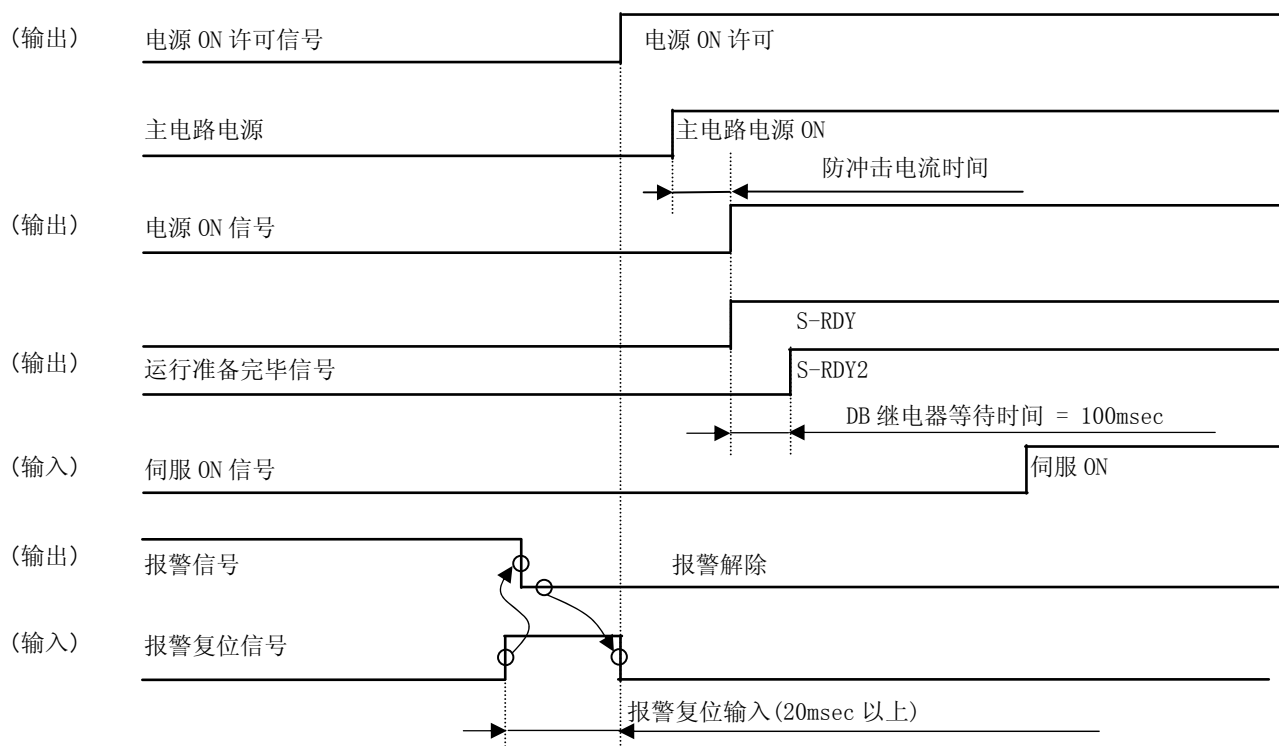 (输出) 电源 ON 许可信号 电源 ON 许可
主电路电源 主电路电源 ON
防冲击电流时间
(输出) 电源 ON 信号
S-RDY
(输出) 运行准备完毕信号 S-RDY2
DB 继电器等待时间 = 100msec
(输入) 伺服 ON 信号 伺服 ON
(输出) 报警信号 报警解除
(输入) 报警复位信号
报警复位输入(20msec 以上)